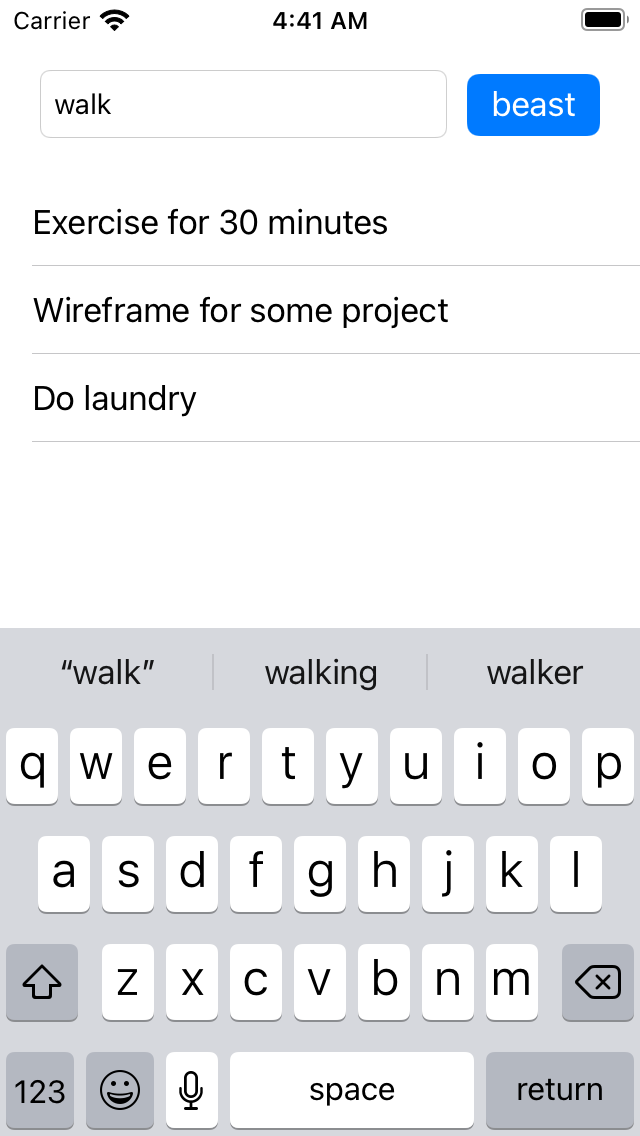 Carrier 4:41 AM
walk beast
Exercise for 30 minutes
Wireframe for some project
Do laundry
“walk” walking walker
q w e r t y u i o p
a s d f g h j k l
z x c v b n m
123 space return